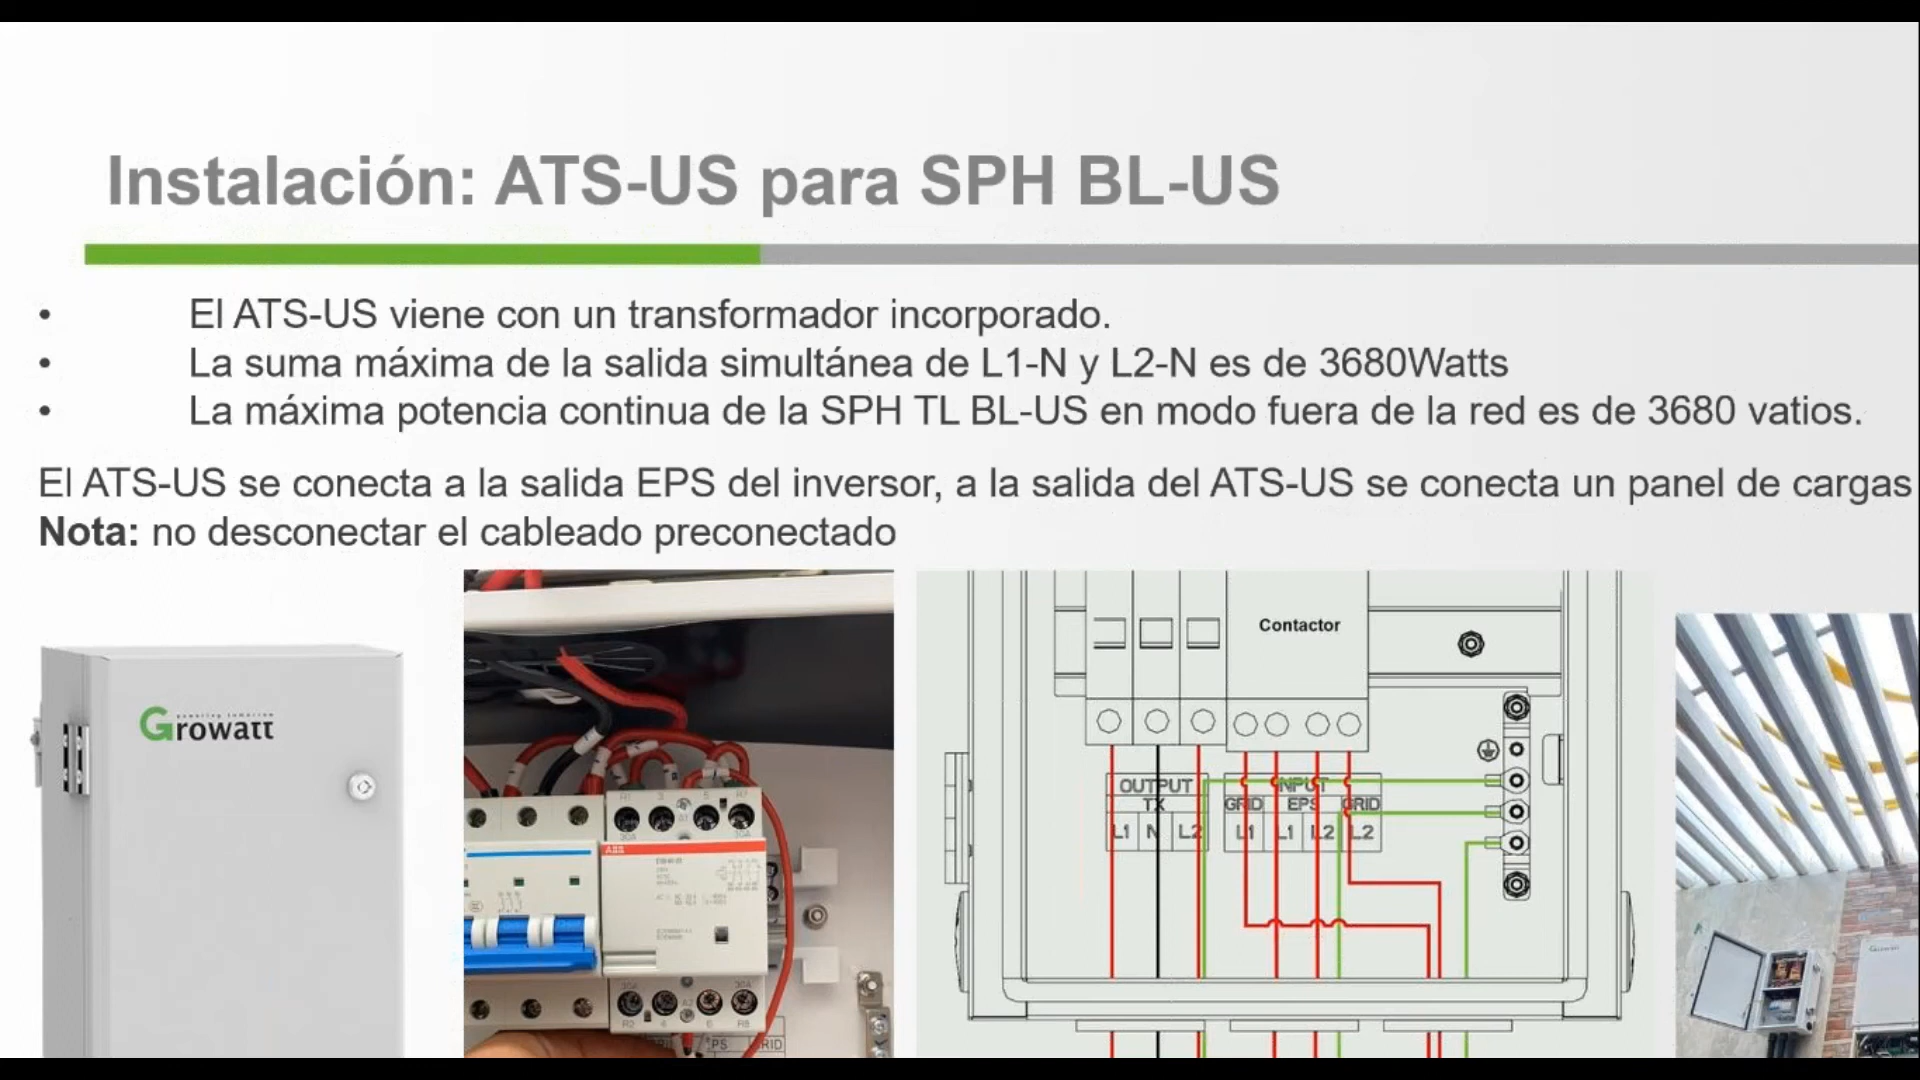 Instalación: ATS-US para SPH BL-US
• El ATS-US viene con un transformador incorporado.
• La suma máxima de la salida simultánea de L1-N y L2-N es de 3680Watts
• La máxima potencia continua de la SPH TL BL-US en modo fuera de la red es de 3680 vatios.
El ATS-US se conecta a la salida EPS del inversor, a la salida del ATS-US se conecta un panel de cargas
Nota: no desconectar el cableado preconectado
Growatt
ABB
Contactor
OUTPUT INPUT
TX GRID EPS GRID
L1 N L2 L1 L1 L2 L2